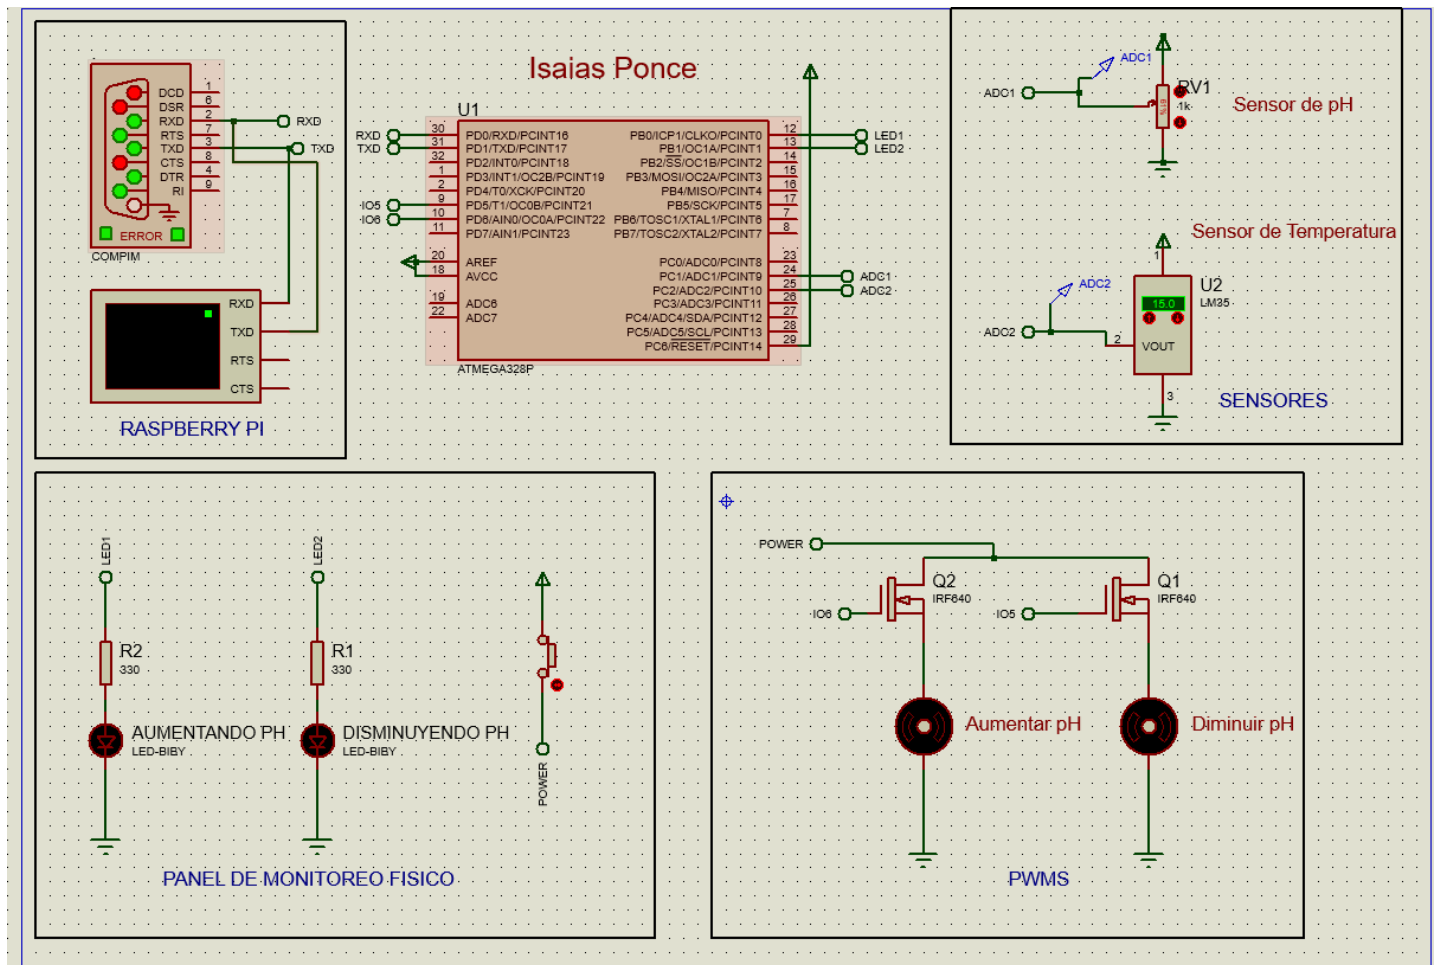 Isaias Ponce
1
DCD
6
DSR
2
RXD
RXD
7
RTS
3
TXD
TXD
8
CTS
4
DTR
9
RI
ERROR
COMPIM
RXD
TXD
RTS
CTS
RASPBERRY PI
U1
RXD 30 PD0/RXD/PCINT16
TXD 31 PD1/TXD/PCINT17
32 PD2/INT0/PCINT18
1 PD3/INT1/OC2B/PCINT19
2 PD4/T0/XCK/PCINT20
IO5 9 PD5/T1/OC0B/PCINT21
IO6 10 PD6/AIN0/OC0A/PCINT22
11 PD7/AIN1/PCINT23
20 AREF
18 AVCC
19 ADC6
22 ADC7
PB0/ICP1/CLKO/PCINT0 12 LED1
PB1/OC1A/PCINT1 13 LED2
PB2/SS/OC1B/PCINT2 14
PB3/MOSI/OC2A/PCINT3 15
PB4/MISO/PCINT4 16
PB5/SCK/PCINT5 17
PB6/TOSC1/XTAL1/PCINT6 7
PB7/TOSC2/XTAL2/PCINT7 8
PC0/ADC0/PCINT8 23
PC1/ADC1/PCINT9 24 ADC1
PC2/ADC2/PCINT10 25 ADC2
PC3/ADC3/PCINT11 26
PC4/ADC4/SDA/PCINT12 27
PC5/ADC5/SCL/PCINT13 28
PC6/RESET/PCINT14 29
ATMEGA328P
ADC1
ADC1
RV1
1k
61%
Sensor de pH
Sensor de Temperatura
1
ADC2
ADC2
U2
LM35
15.0
2
VOUT
3
SENSORES
LED1
R2
330
AUMENTANDO PH
LED-BIBY
LED2
R1
330
DISMINUYENDO PH
LED-BIBY
POWER
PANEL DE MONITOREO FISICO
POWER
IO6
Q2
IRF640
IO5
Q1
IRF640
Aumentar pH
Diminuir pH
PWMS